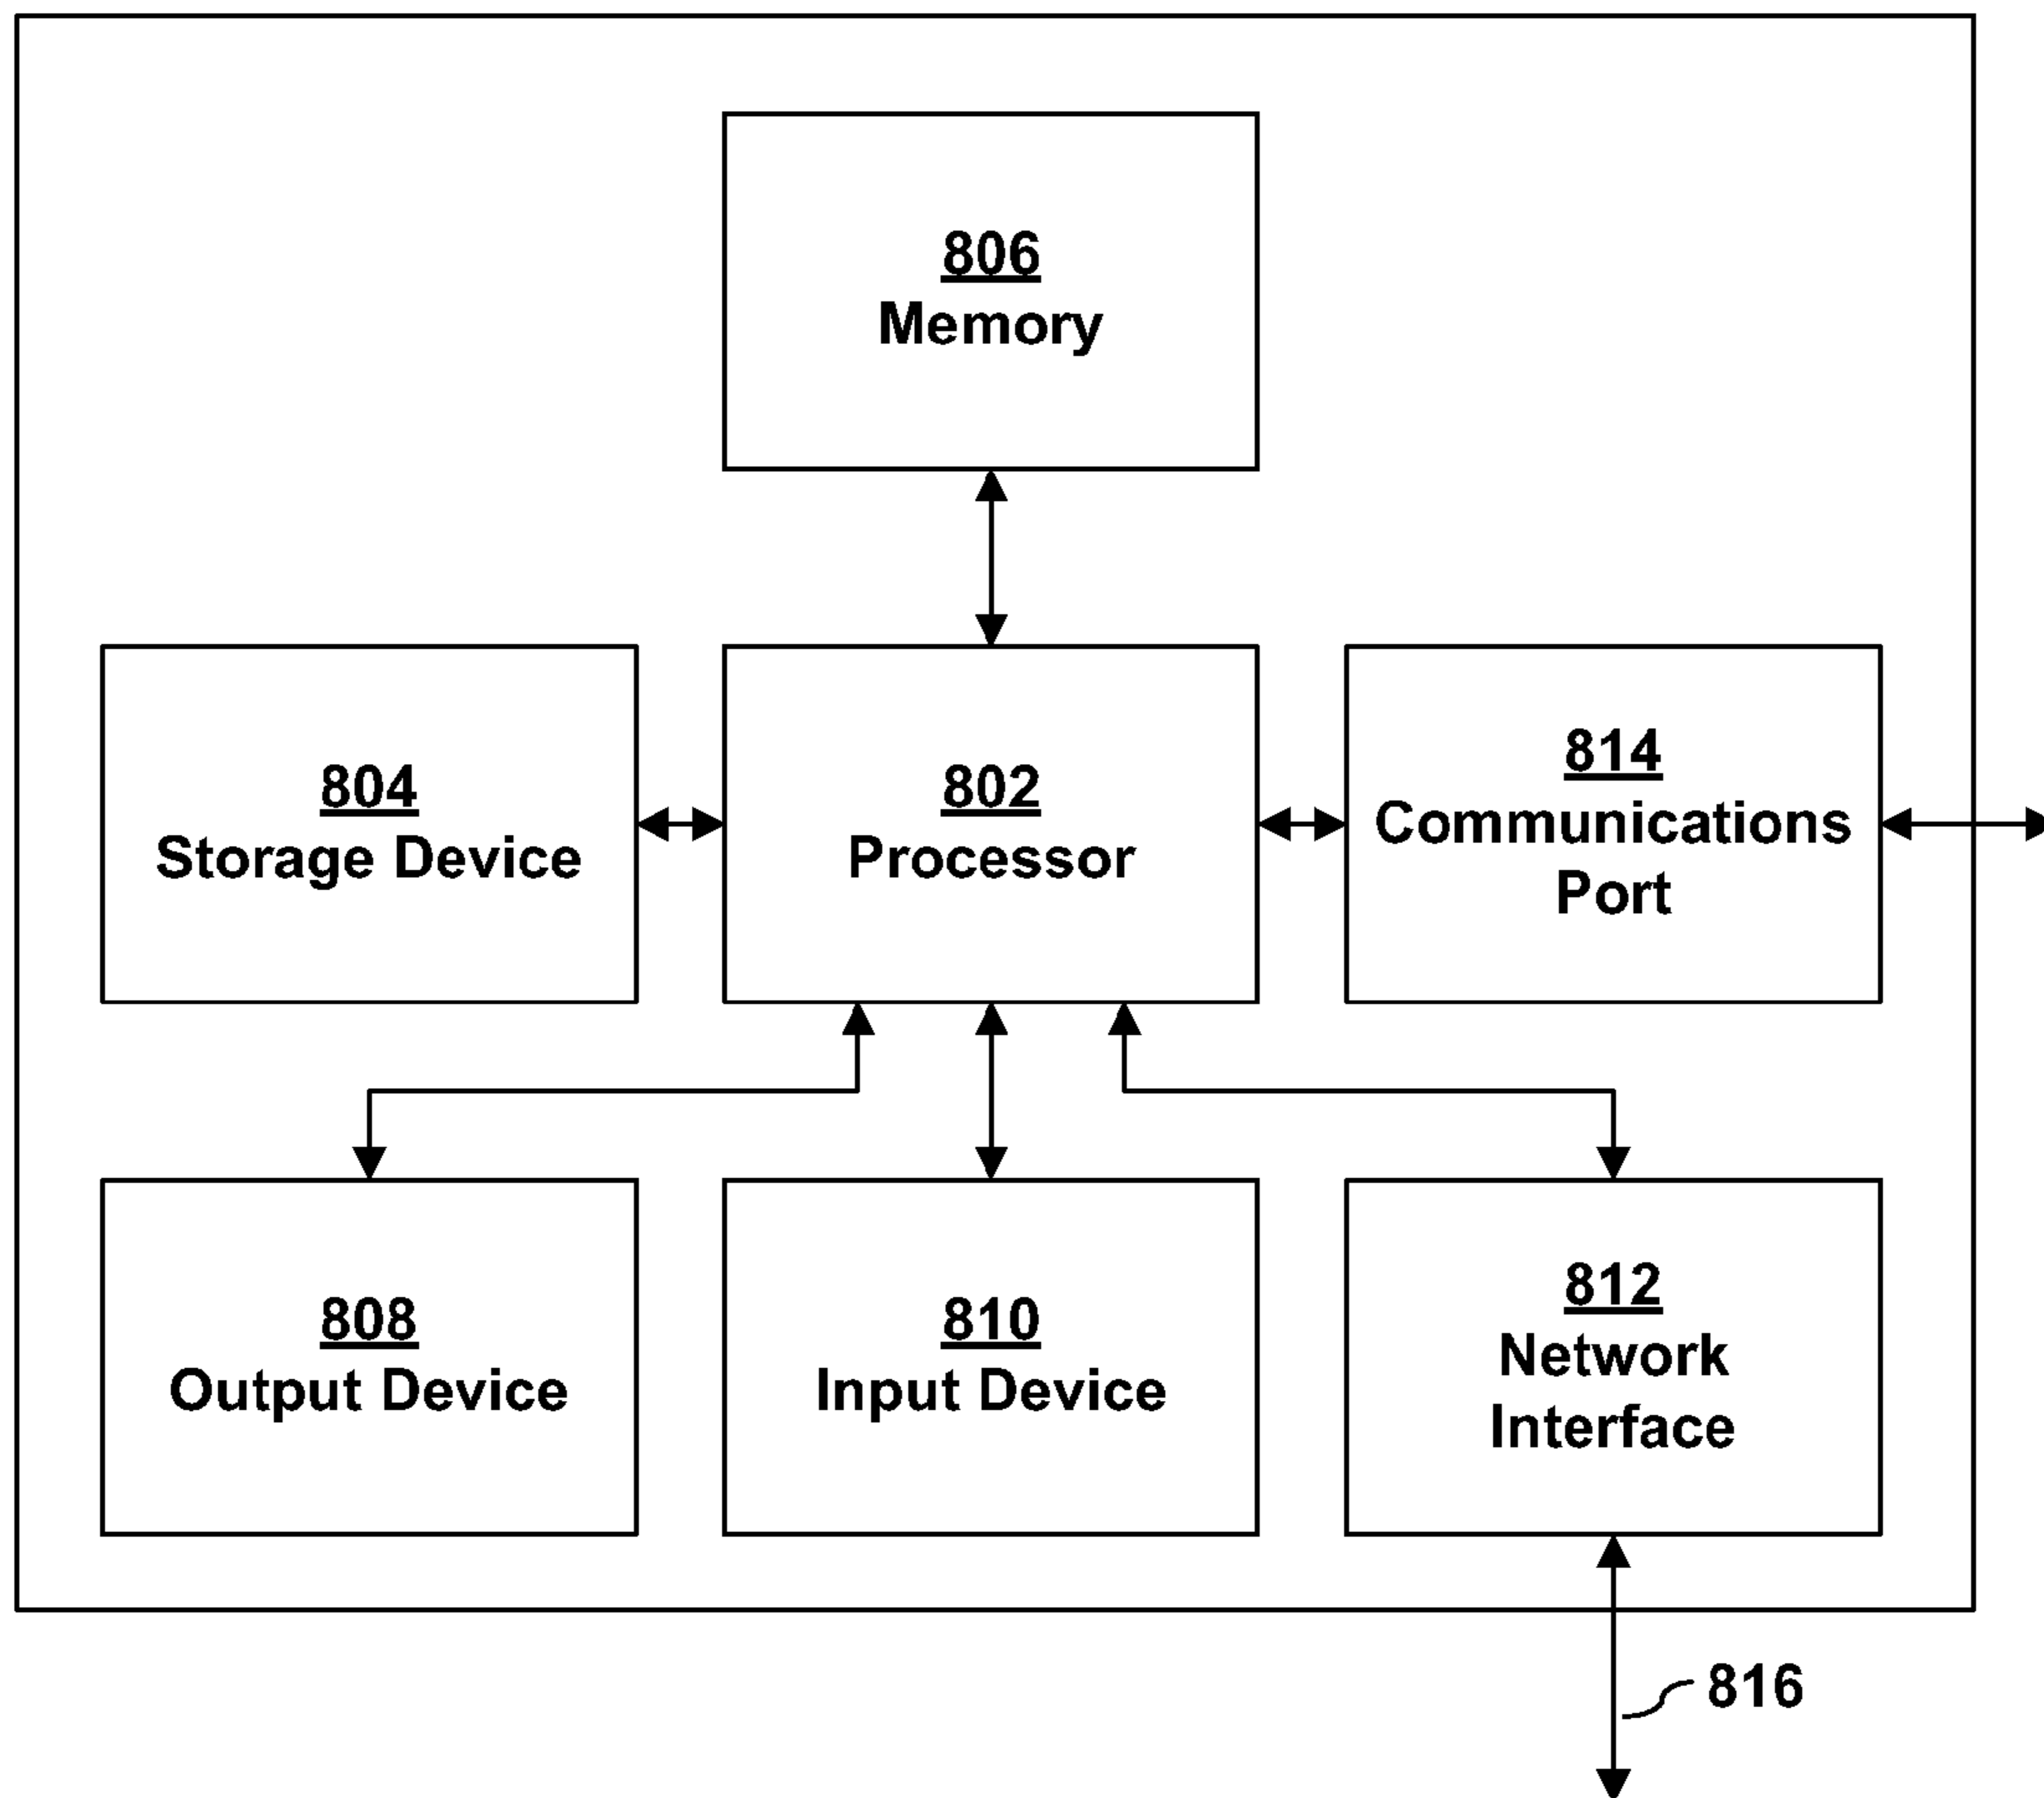 806
Memory
804
Storage Device
802
Processor
814
Communications
Port
808
Output Device
810
Input Device
812
Network
Interface
816